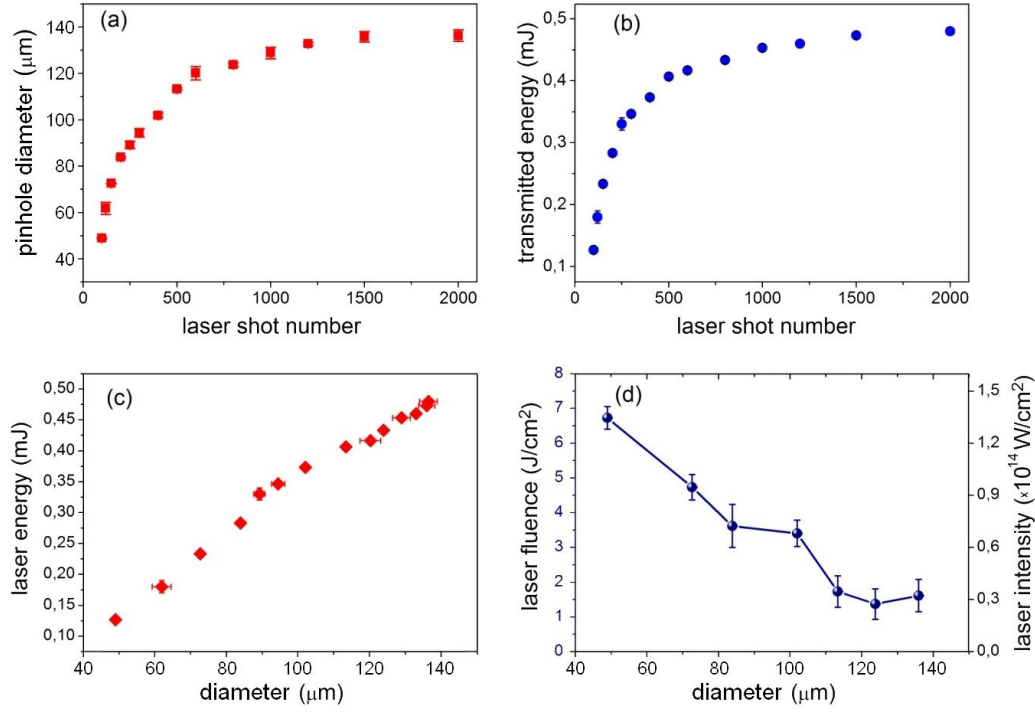 (a)
pinhole diameter (μm)
140
120
100
80
60
40
0 500 1000 1500 2000
laser shot number
(b)
transmitted energy (mJ)
0,5
0,4
0,3
0,2
0,1
0 500 1000 1500 2000
laser shot number
(c)
laser energy (mJ)
0,50
0,45
0,40
0,35
0,30
0,25
0,20
0,15
0,10
40 60 80 100 120 140
diameter (μm)
(d)
laser fluence (J/cm²)
8
7
6
5
4
3
2
1
0
40 60 80 100 120 140
diameter (μm)
1,5
1,2
0,9
0,6
0,3
0,0
laser intensity (×10¹⁴ W/cm²)